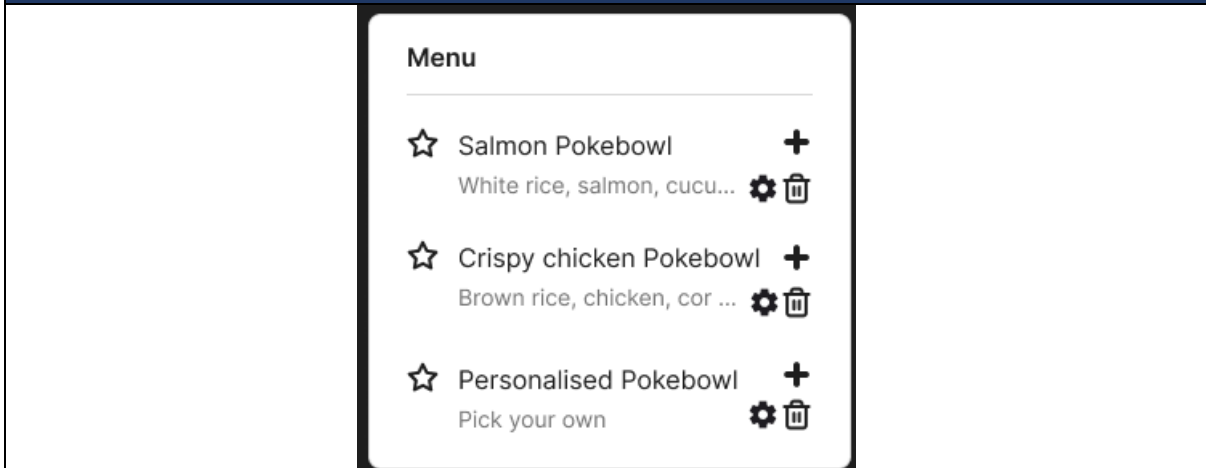 Menu
Salmon Pokebowl
White rice, salmon, cucu...
Crispy chicken Pokebowl
Brown rice, chicken, cor ...
Personalised Pokebowl
Pick your own